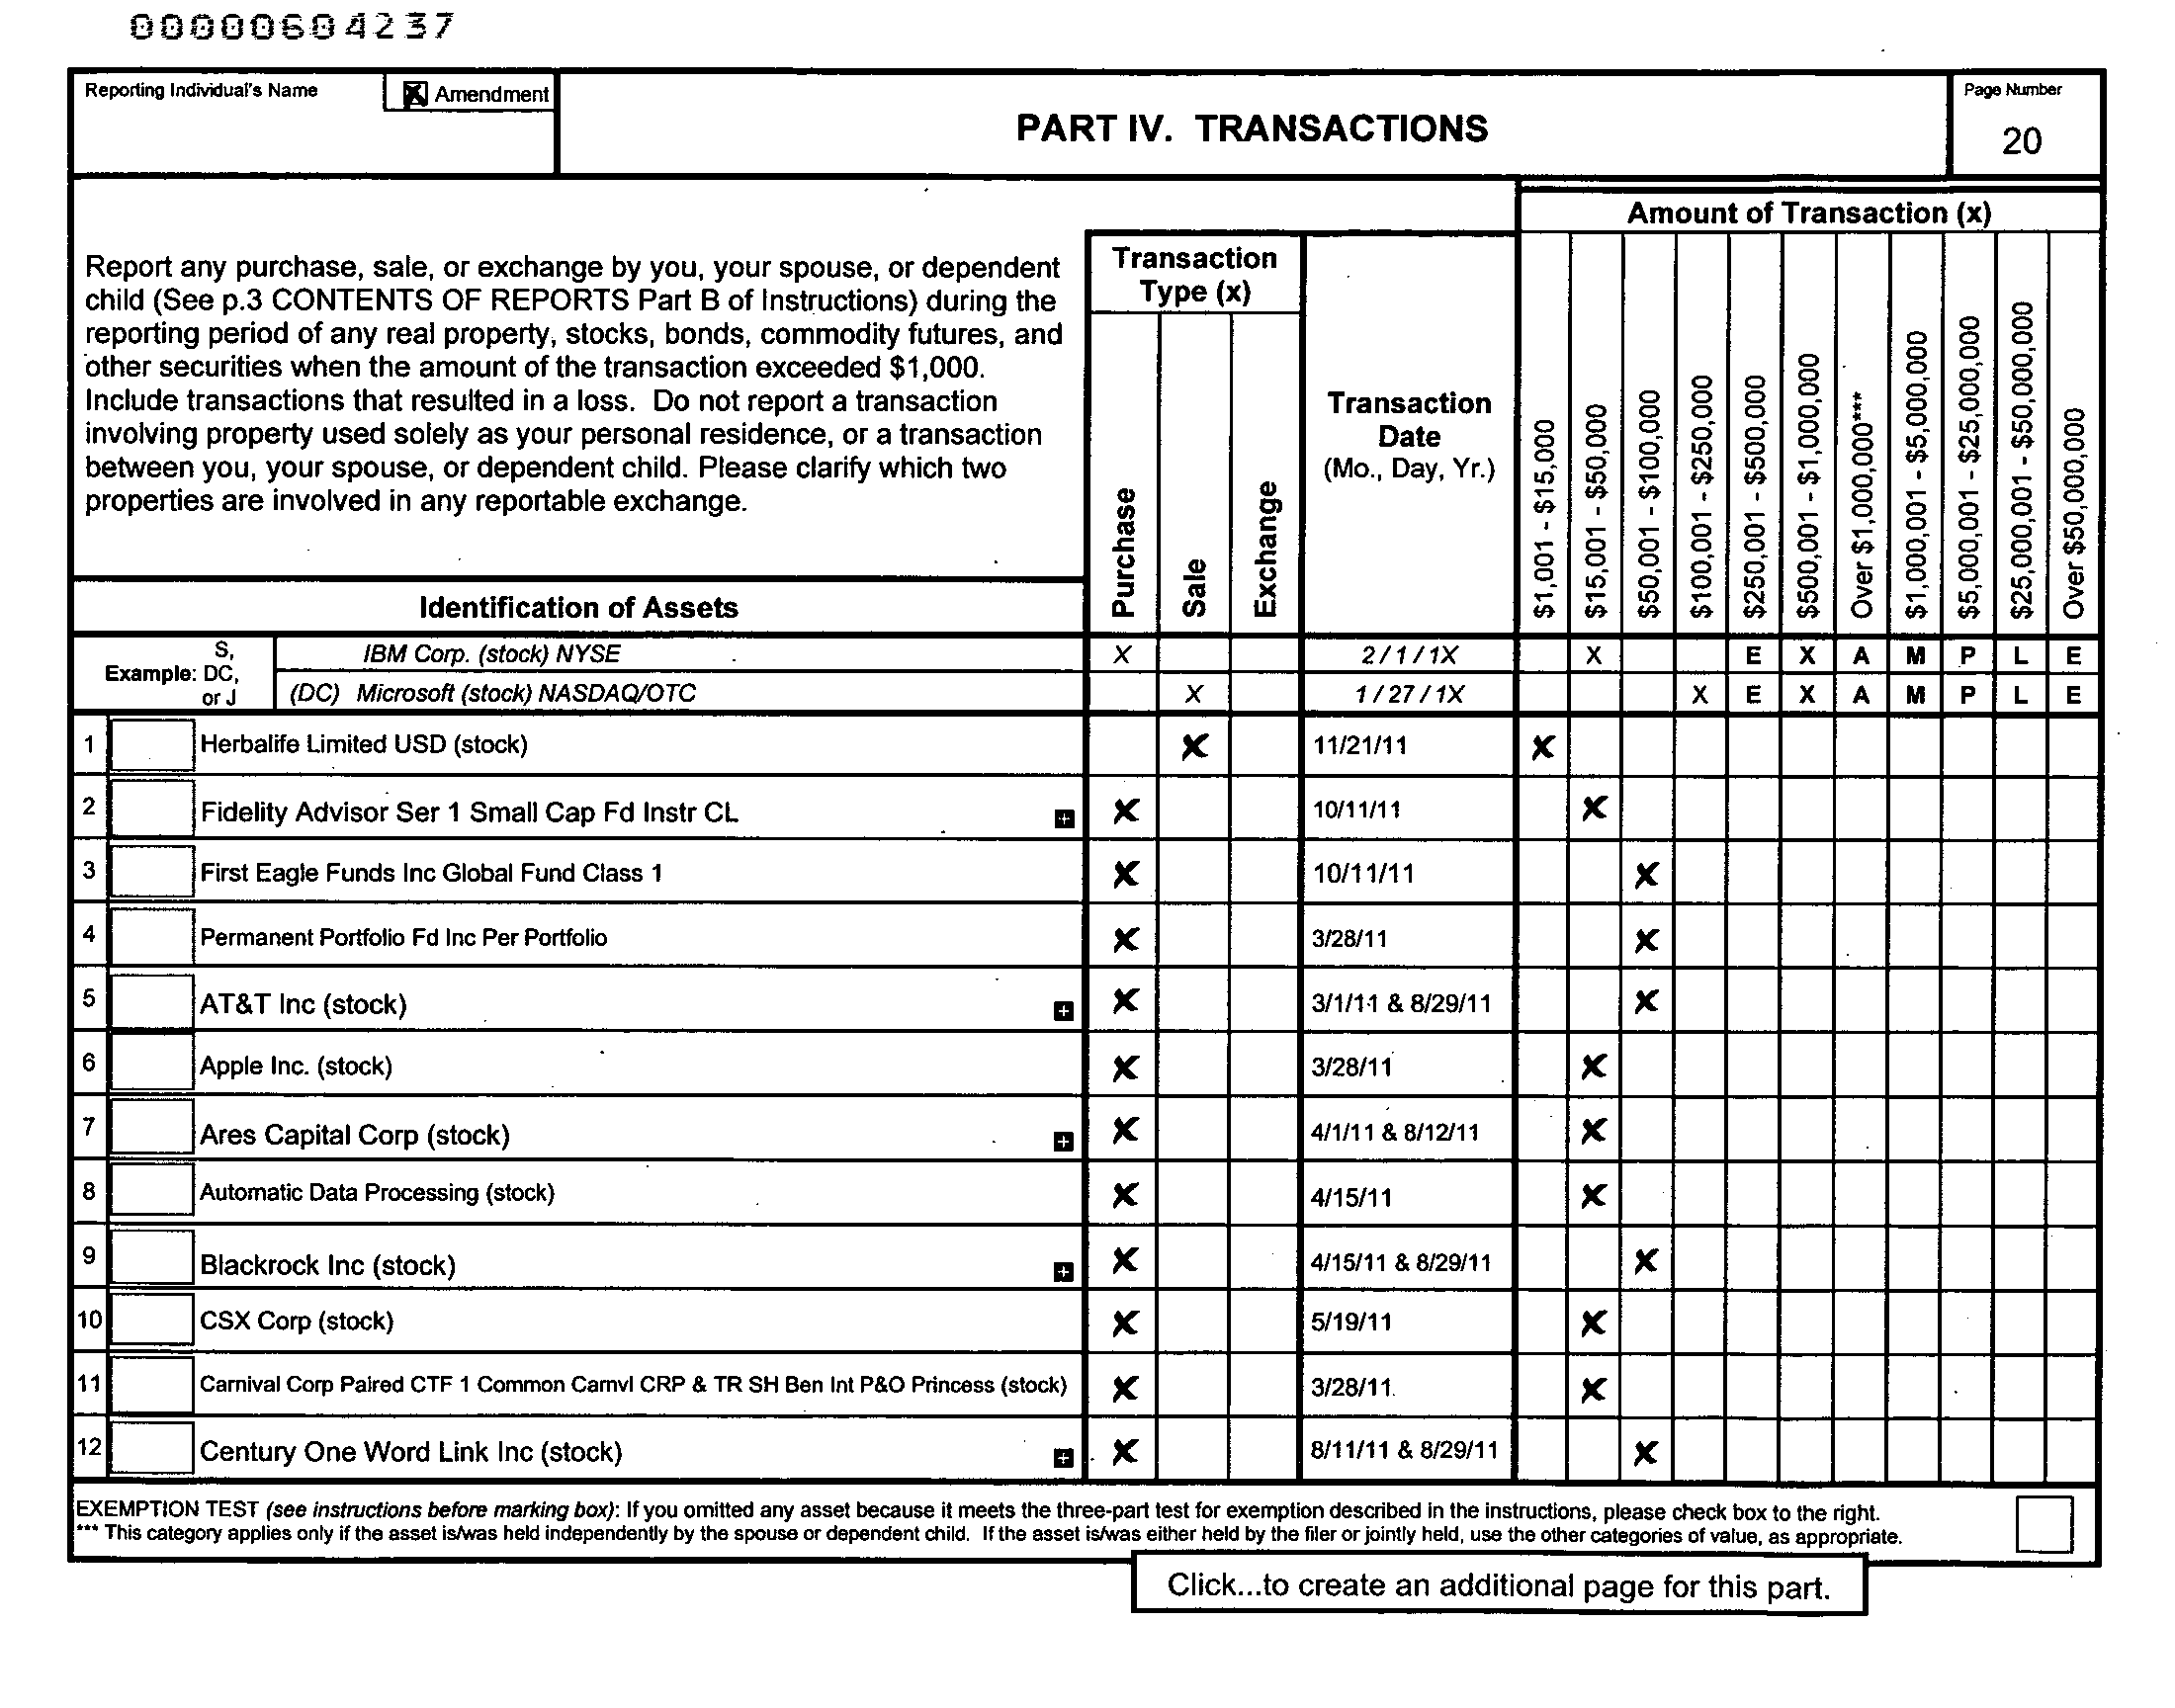 00000604237
Reporting Individual's Name
X Amendment
PART IV. TRANSACTIONS
Page Number
20
Report any purchase, sale, or exchange by you, your spouse, or dependent
child (See p.3 CONTENTS OF REPORTS Part B of Instructions) during the
reporting period of any real property, stocks, bonds, commodity futures, and
other securities when the amount of the transaction exceeded $1,000.
Include transactions that resulted in a loss. Do not report a transaction
involving property used solely as your personal residence, or a transaction
between you, your spouse, or dependent child. Please clarify which two
properties are involved in any reportable exchange.
Transaction
Type (x)
Purchase
Sale
Exchange
Transaction
Date
(Mo., Day, Yr.)
Amount of Transaction (x)
$1,001 - $15,000
$15,001 - $50,000
$50,001 - $100,000
$100,001 - $250,000
$250,001 - $500,000
$500,001 - $1,000,000
Over $1,000,000***
$1,000,001 - $5,000,000
$5,000,001 - $25,000,000
$25,000,001 - $50,000,000
Over $50,000,000
Identification of Assets
Example: S, DC, or J
IBM Corp. (stock) NYSE X 2/1/1X X E X A M P L E
(DC) Microsoft (stock) NASDAQ/OTC X 1/27/1X X E X A M P L E
1 Herbalife Limited USD (stock) X 11/21/11 X
2 Fidelity Advisor Ser 1 Small Cap Fd Instr CL + X 10/11/11 X
3 First Eagle Funds Inc Global Fund Class 1 X 10/11/11 X
4 Permanent Portfolio Fd Inc Per Portfolio X 3/28/11 X
5 AT&T Inc (stock) + X 3/1/11 & 8/29/11 X
6 Apple Inc. (stock) X 3/28/11 X
7 Ares Capital Corp (stock) + X 4/1/11 & 8/12/11 X
8 Automatic Data Processing (stock) X 4/15/11 X
9 Blackrock Inc (stock) + X 4/15/11 & 8/29/11 X
10 CSX Corp (stock) X 5/19/11 X
11 Carnival Corp Paired CTF 1 Common Carnvl CRP & TR SH Ben Int P&O Princess (stock) X 3/28/11 X
12 Century One Word Link Inc (stock) + X 8/11/11 & 8/29/11 X
EXEMPTION TEST (see instructions before marking box): If you omitted any asset because it meets the three-part test for exemption described in the instructions, please check box to the right.
*** This category applies only if the asset is/was held independently by the spouse or dependent child. If the asset is/was either held by the filer or jointly held, use the other categories of value, as appropriate.
Click...to create an additional page for this part.